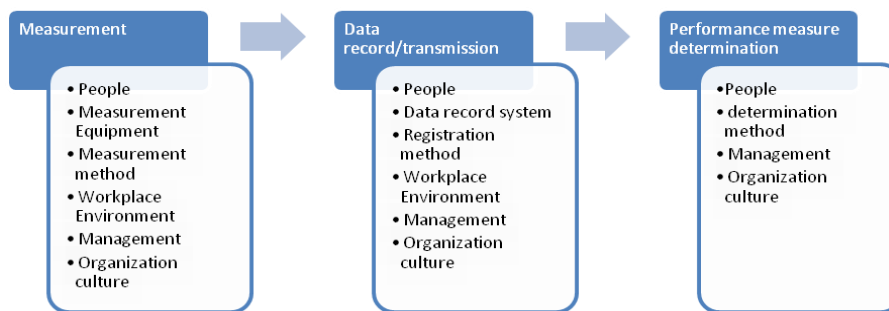 Measurement
• People
• Measurement
Equipment
• Measurement
method
• Workplace
Environment
• Management
• Organization
culture
Data
record/transmission
• People
• Data record system
• Registration
method
• Workplace
Environment
• Management
• Organization
culture
Performance measure
determination
• People
• determination
method
• Management
• Organization
culture